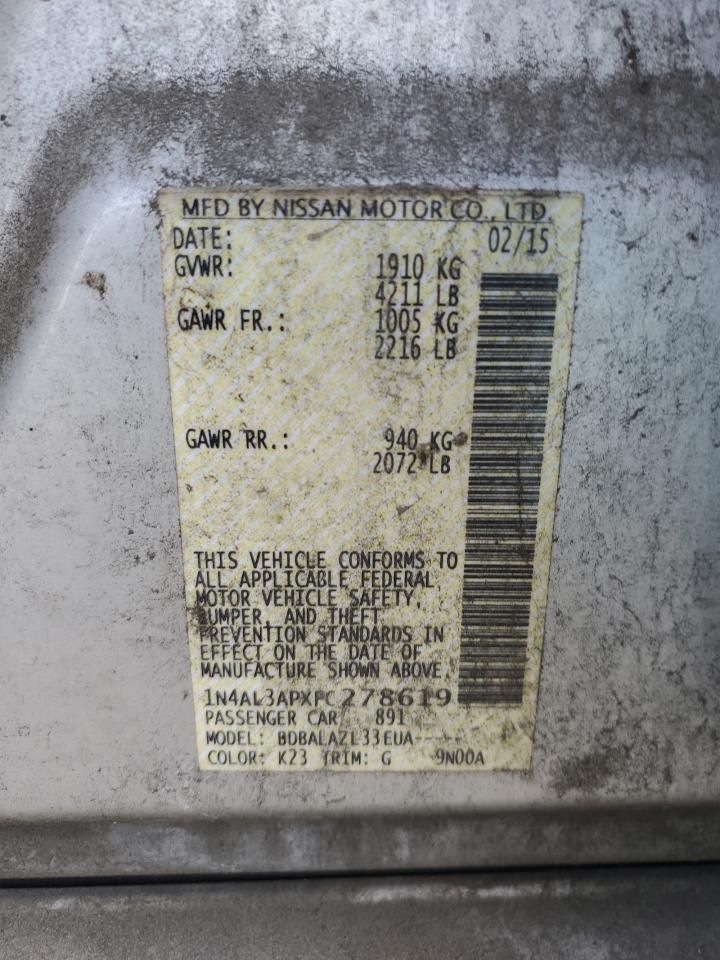 MFD BY NISSAN MOTOR CO., LTD.
DATE: 02/15
GVWR: 1910 KG
4211 LB
GAWR FR.: 1005 KG
2216 LB
GAWR RR.: 940 KG
2072 LB
THIS VEHICLE CONFORMS TO
ALL APPLICABLE FEDERAL
MOTOR VEHICLE SAFETY,
BUMPER, AND THEFT
PREVENTION STANDARDS IN
EFFECT ON THE DATE OF
MANUFACTURE SHOWN ABOVE.
1N4AL3APXFC278619
PASSENGER CAR 891
MODEL: BDBALAZL33EUA-----
COLOR: K23 TRIM: G 9N00A